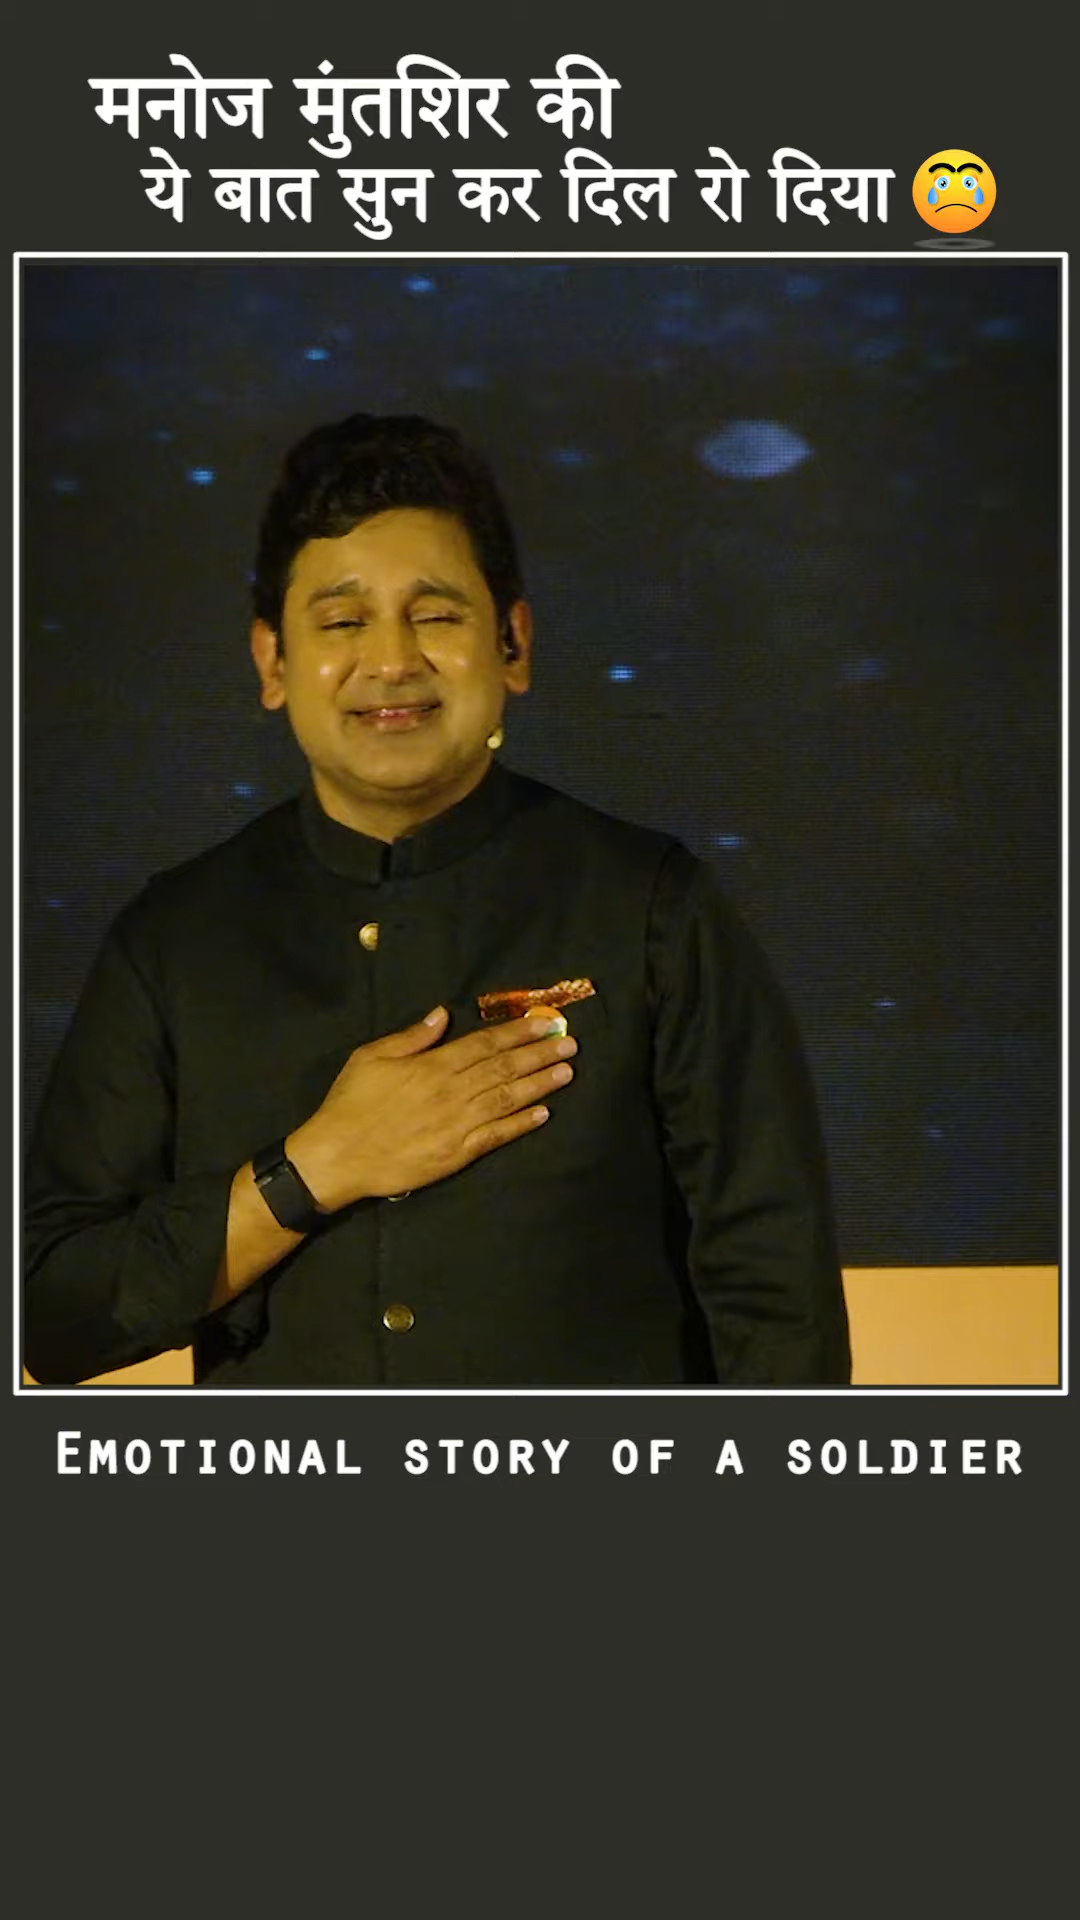 मनोज मुंतशिर की
ये बात सुन कर दिल रो दिया
EMOTIONAL STORY OF A SOLDIER